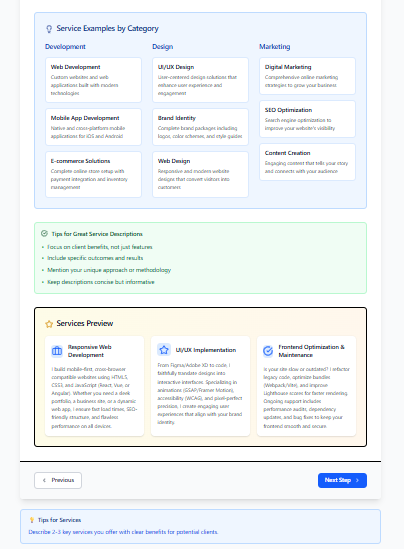 Service Examples by Category
Development
Design
Marketing
Web Development
Custom websites and web
applications built with modern
technologies
UI/UX Design
User-centered design solutions that
enhance user experience and
engagement
Digital Marketing
Comprehensive online marketing
strategies to grow your business
Mobile App Development
Native and cross-platform mobile
applications for iOS and Android
Brand Identity
Complete brand packages including
logos, color schemes, and style guides
SEO Optimization
Search engine optimization to
improve your website's visibility
E-commerce Solutions
Complete online store setup with
payment integration and inventory
management
Web Design
Responsive and modern website
designs that convert visitors into
customers
Content Creation
Engaging content that tells your story
and connects with your audience
Tips for Great Service Descriptions
• Focus on client benefits, not just features
• Include specific outcomes and results
• Mention your unique approach or methodology
• Keep descriptions concise but informative
Services Preview
Responsive Web
Development
I build mobile-first, cross-browser
compatible websites using HTML5,
CSS3, and JavaScript (React, Vue, or
Angular). Whether you need a sleek
portfolio, a business site, or a dynamic
web app, I ensure fast load times, SEO-
friendly structure, and flawless
performance on all devices.
UI/UX Implementation
From Figma/Adobe XD to code, I
faithfully translate designs into
interactive interfaces. Specializing in
animations (GSAP/Framer Motion),
accessibility (WCAG), and pixel-perfect
precision, I create engaging user
experiences that align with your brand
identity.
Frontend Optimization &
Maintenance
Is your site slow or outdated? I refactor
legacy code, optimize bundles
(Webpack/Vite), and improve
Lighthouse scores for faster rendering.
Ongoing support includes
performance audits, dependency
updates, and bug fixes to keep your
frontend smooth and secure.
Previous
Next Step
Tips for Services
Describe 2-3 key services you offer with clear benefits for potential clients.